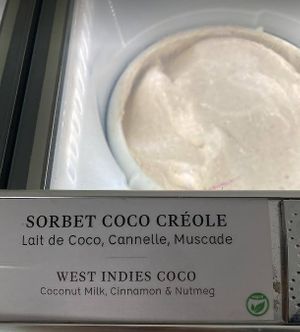 SORBET COCO CRÉOLE
Lait de Coco, Cannelle, Muscade
WEST INDIES COCO
Coconut Milk, Cinnamon & Nutmeg